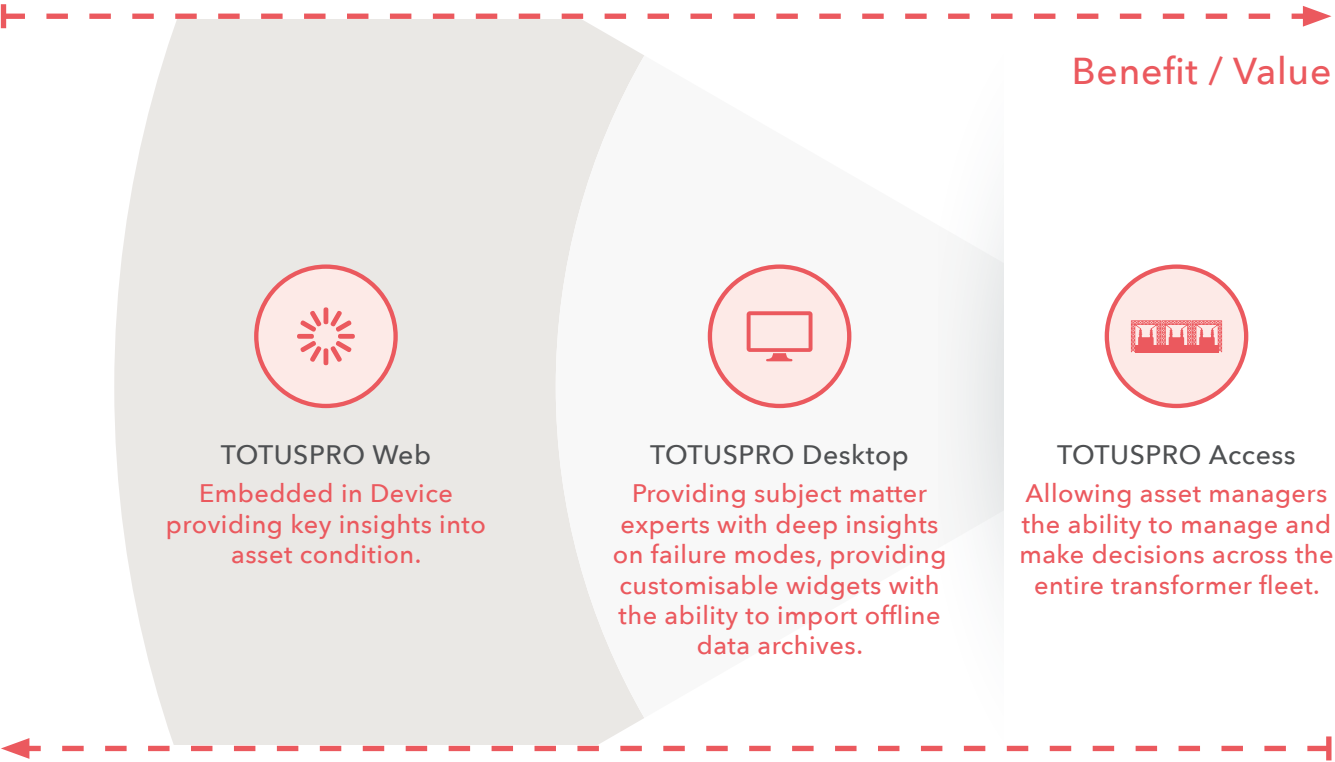 Benefit / Value
TOTUSPRO Web
Embedded in Device
providing key insights into
asset condition.
TOTUSPRO Desktop
Providing subject matter
experts with deep insights
on failure modes, providing
customisable widgets with
the ability to import offline
data archives.
TOTUSPRO Access
Allowing asset managers
the ability to manage and
make decisions across the
entire transformer fleet.